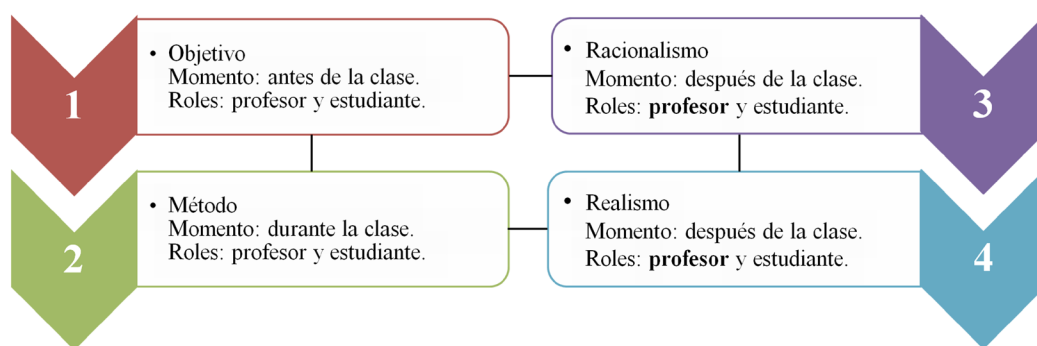 1
• Objetivo
Momento: antes de la clase.
Roles: profesor y estudiante.
2
• Método
Momento: durante la clase.
Roles: profesor y estudiante.
• Racionalismo
Momento: después de la clase.
Roles: profesor y estudiante.
3
• Realismo
Momento: después de la clase.
Roles: profesor y estudiante.
4